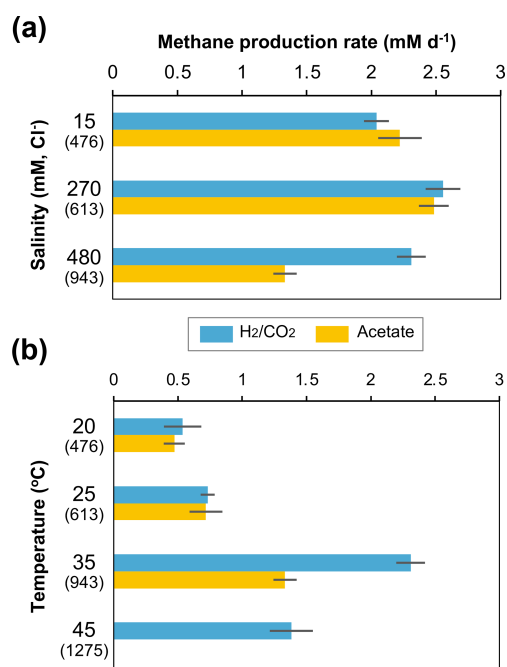 (a)
Methane production rate (mM d-1)
0 0.5 1 1.5 2 2.5 3
Salinity (mM, Cl-)
15
(476)
270
(613)
480
(943)
H2/CO2 Acetate
(b)
0 0.5 1 1.5 2 2.5 3
Temperature (ºC)
20
(476)
25
(613)
35
(943)
45
(1275)